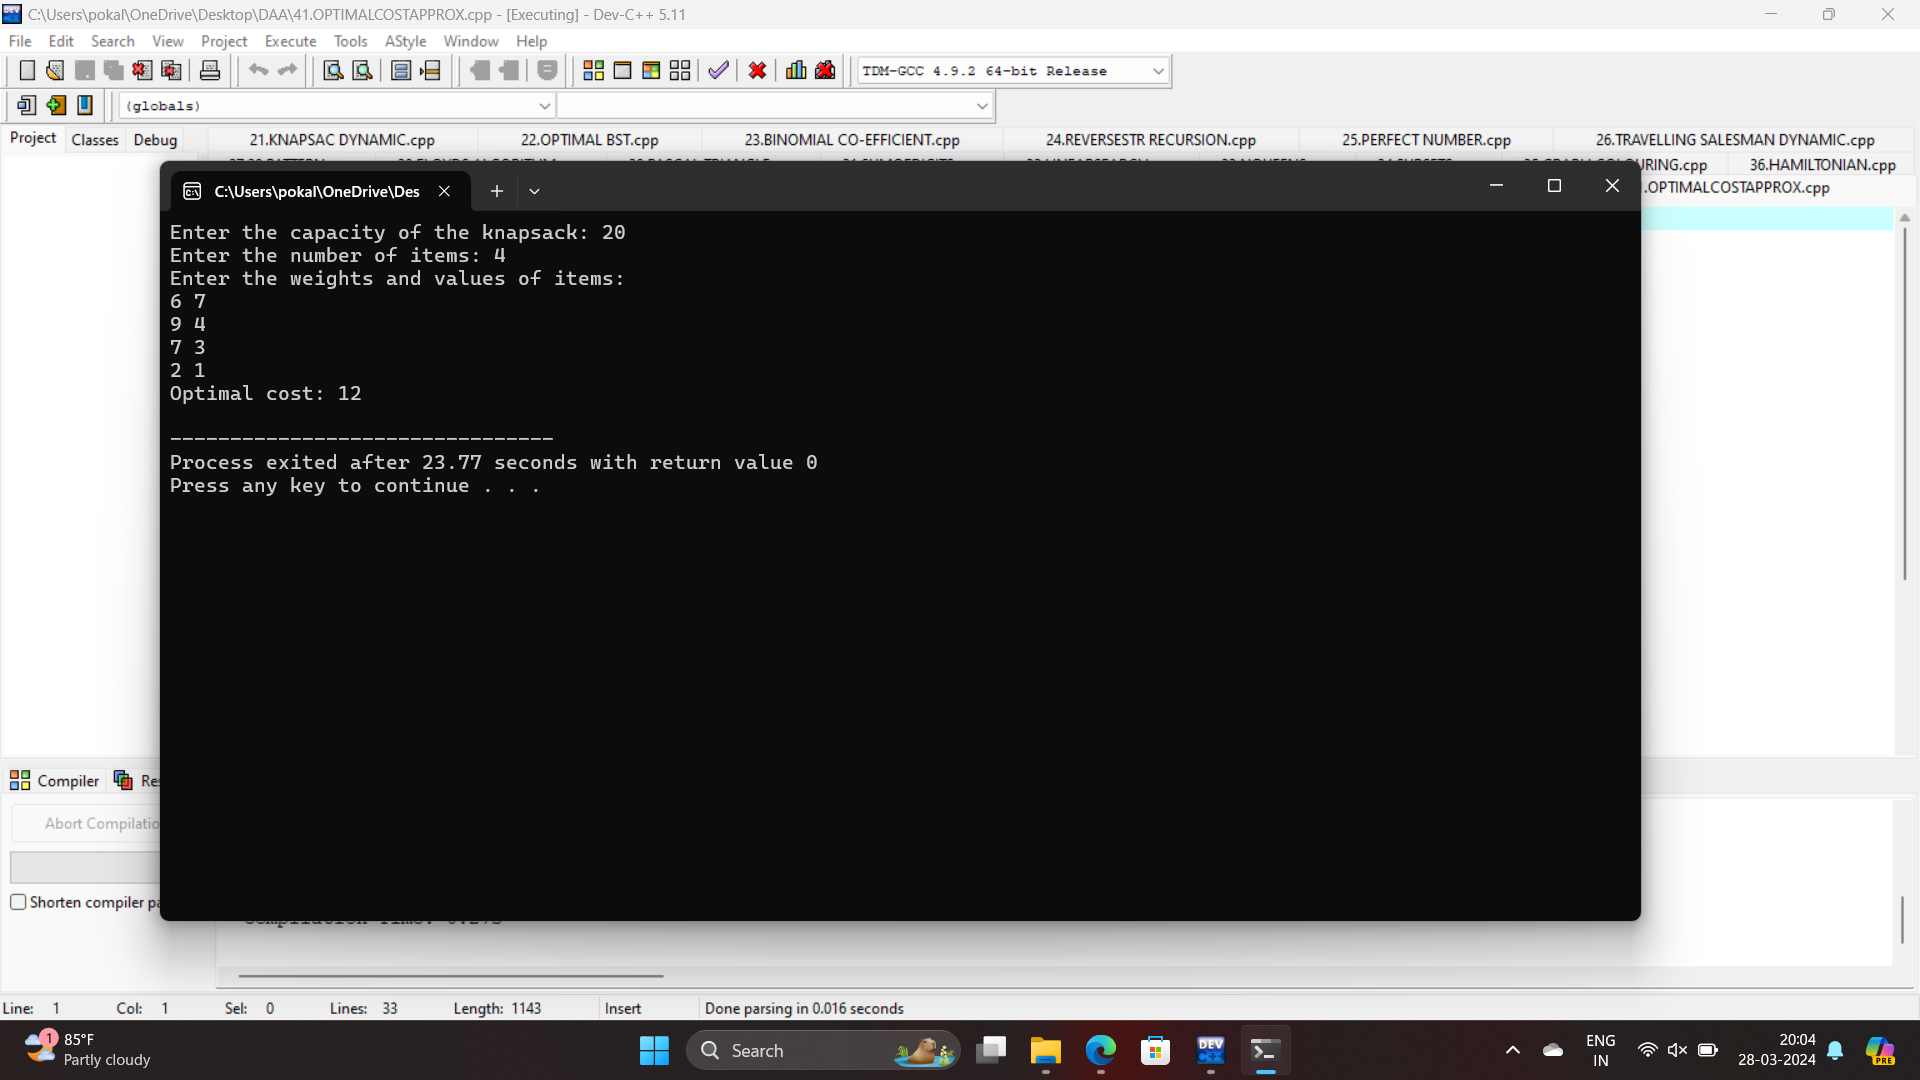 C:\Users\pokal\OneDrive\Desktop\DAA\41.OPTIMALCOSTAPPROX.cpp - [Executing] - Dev-C++ 5.11
File Edit Search View Project Execute Tools AStyle Window Help
TDM-GCC 4.9.2 64-bit Release
(globals)
Project Classes Debug
21.KNAPSAC DYNAMIC.cpp 22.OPTIMAL BST.cpp 23.BINOMIAL CO-EFFICIENT.cpp 24.REVERSESTR RECURSION.cpp 25.PERFECT NUMBER.cpp 26.TRAVELLING SALESMAN DYNAMIC.cpp
36.HAMILTONIAN.cpp
.OPTIMALCOSTAPPROX.cpp
C:\Users\pokal\OneDrive\Des
Enter the capacity of the knapsack: 20
Enter the number of items: 4
Enter the weights and values of items:
6 7
9 4
7 3
2 1
Optimal cost: 12
--------------------------------
Process exited after 23.77 seconds with return value 0
Press any key to continue . . .
Compiler Res
Abort Compilatio
Shorten compiler pa
Line: 1 Col: 1 Sel: 0 Lines: 33 Length: 1143 Insert Done parsing in 0.016 seconds
1
85°F
Partly cloudy
Search
DEV
ENG
IN
20:04
28-03-2024
PRE